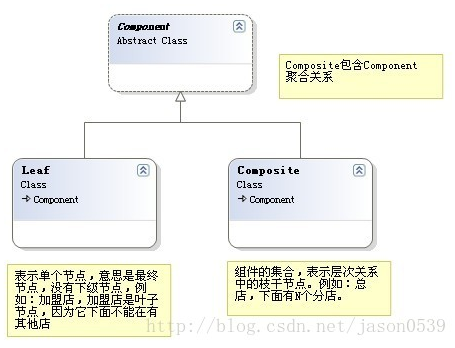 Component
Abstract Class
Composite包含Component
聚合关系
Leaf
Class
Component
Composite
Class
Component
表示单个节点，意思是最终
节点，没有下级节点，例
如：加盟店，加盟店是叶子
节点，因为它下面不能在有
其他店
组件的集合，表示层次关系
中的枝干节点。例如：总
店，下面有N个分店。
http://blog.csdn.net/jason0539